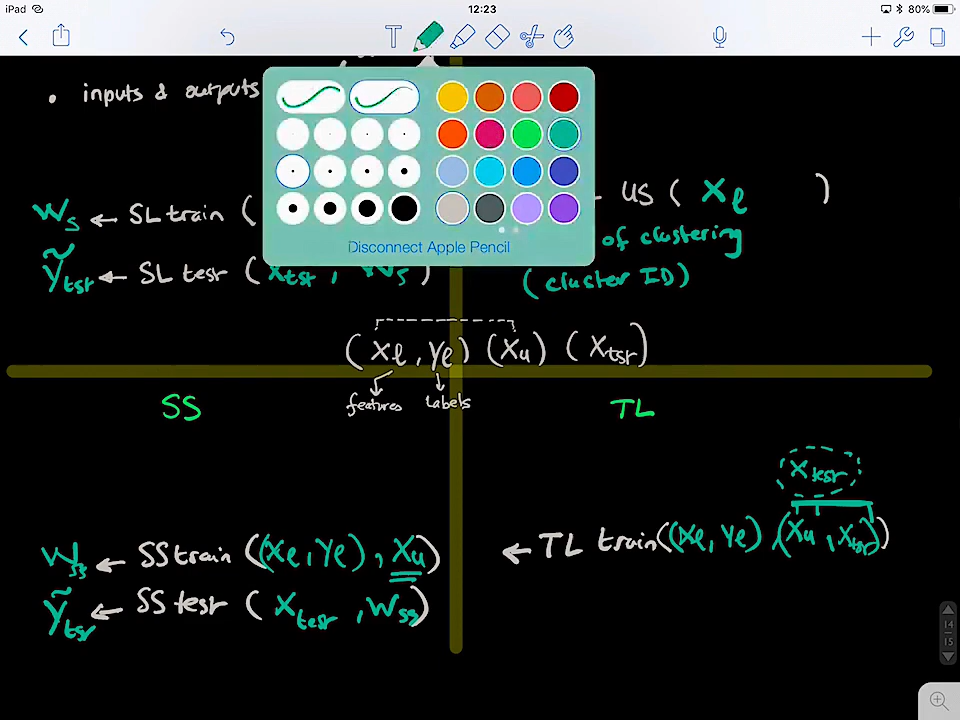 iPad 12:23 80%
T
• inputs & outputs
Ws ← SL train (
US ( Xl )
ỹtst ← SL test ( Xtst , Ws )
of clustering
(cluster ID)
Disconnect Apple Pencil
(Xl , Yl) (Xu) (Xtst)
features labels
SS TL
Xtest
Wss ← SS train ((Xl, Yl), Xu)
← TL train((Xl, Yl), (Xu, Xtst))
ỹtst ← SS test ( Xtest , Wss)
14
15